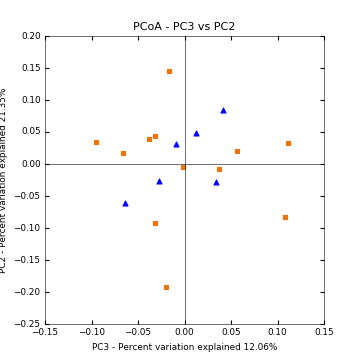 PCoA - PC3 vs PC2
0.20
0.15
0.10
0.05
0.00
−0.05
−0.10
−0.15
−0.20
−0.25
PC2 - Percent variation explained 21.35%
−0.15 −0.10 −0.05 0.00 0.05 0.10 0.15
PC3 - Percent variation explained 12.06%